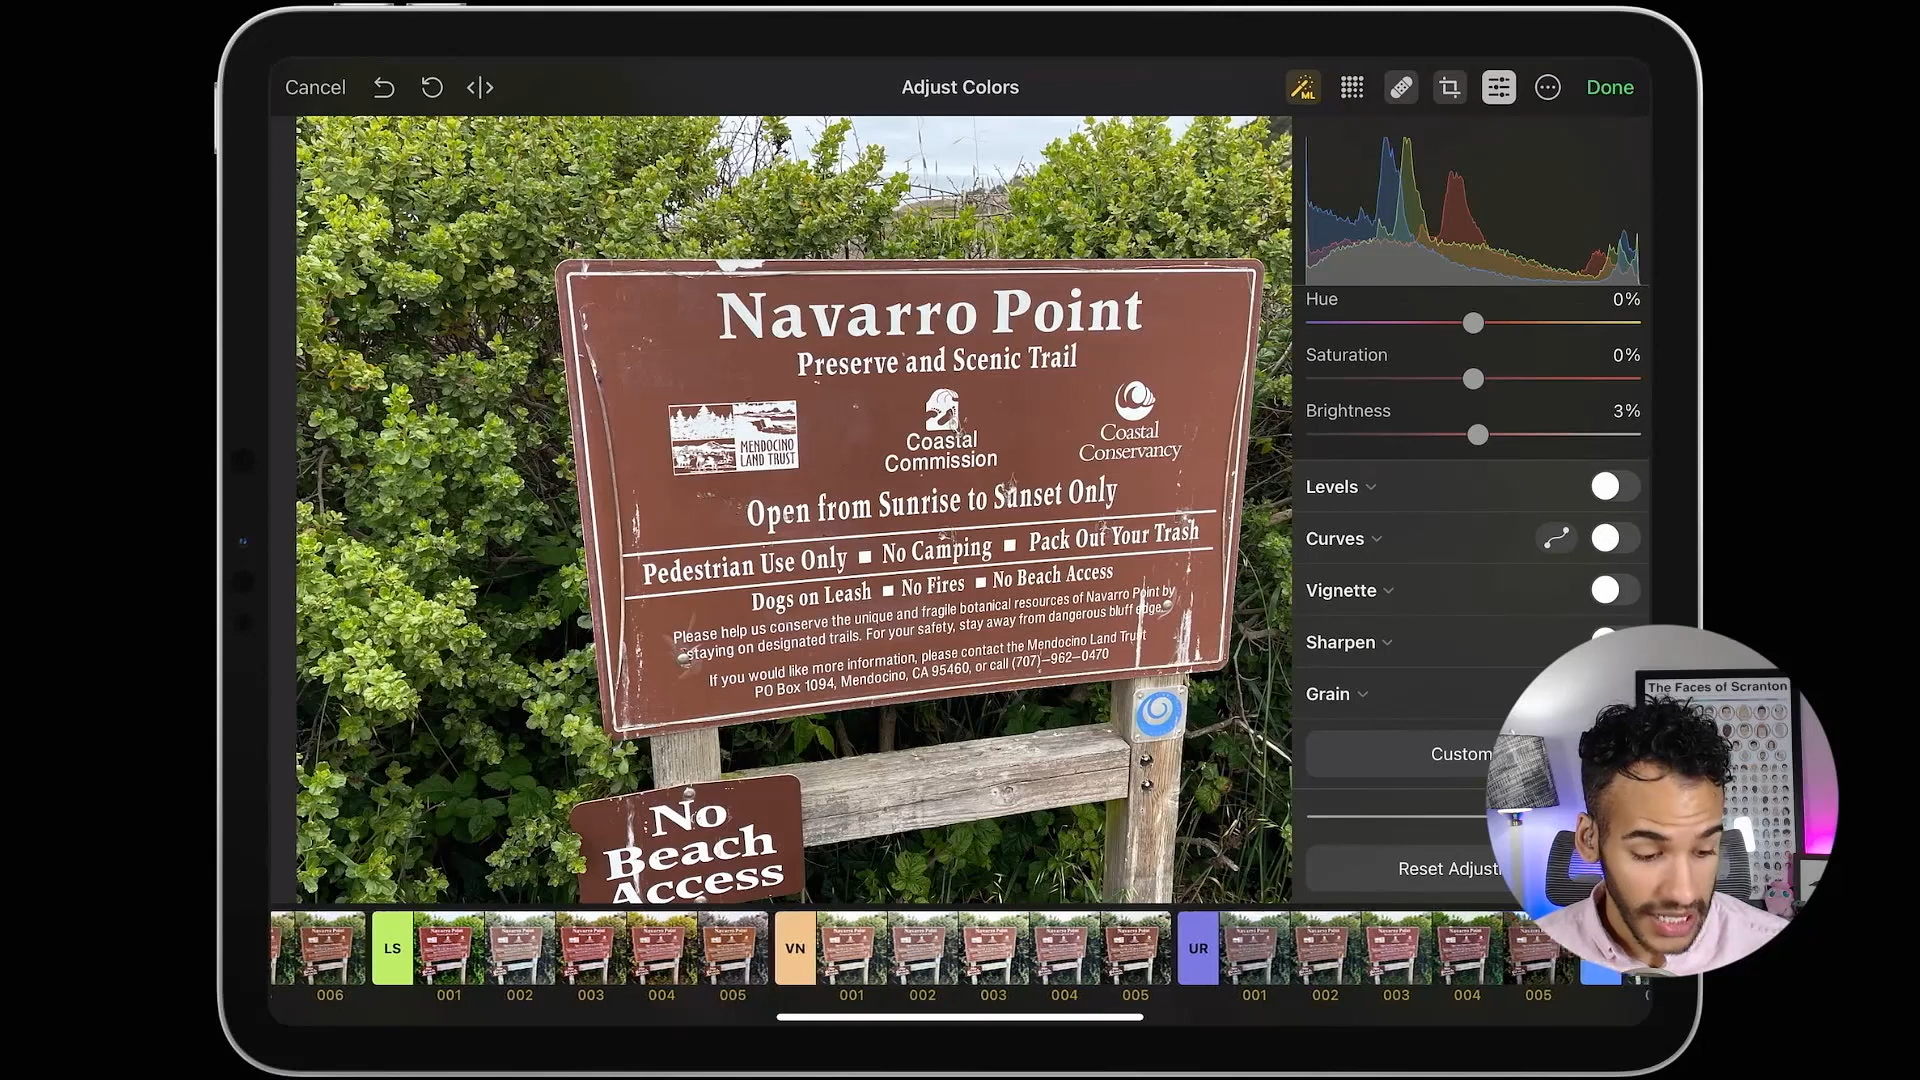 Cancel
Adjust Colors
ML
Done
Navarro Point
Preserve and Scenic Trail
MENDOCINO
LAND TRUST
Coastal
Commission
Coastal
Conservancy
Open from Sunrise to Sunset Only
Pedestrian Use Only ■ No Camping ■ Pack Out Your Trash
Dogs on Leash ■ No Fires ■ No Beach Access
Please help us conserve the unique and fragile botanical resources of Navarro Point by
staying on designated trails. For your safety, stay away from dangerous bluff edge.
If you would like more information, please contact the Mendocino Land Trust
PO Box 1094, Mendocino, CA 95460, or call (707)–962–0470
No
Beach
Access
Hue 0%
Saturation 0%
Brightness 3%
Levels
Curves
Vignette
Sharpen
Grain
Custom
Reset Adjust
The Faces of Scranton
LS
VN
UR
006 001 002 003 004 005 001 002 003 004 005 001 002 003 004 005